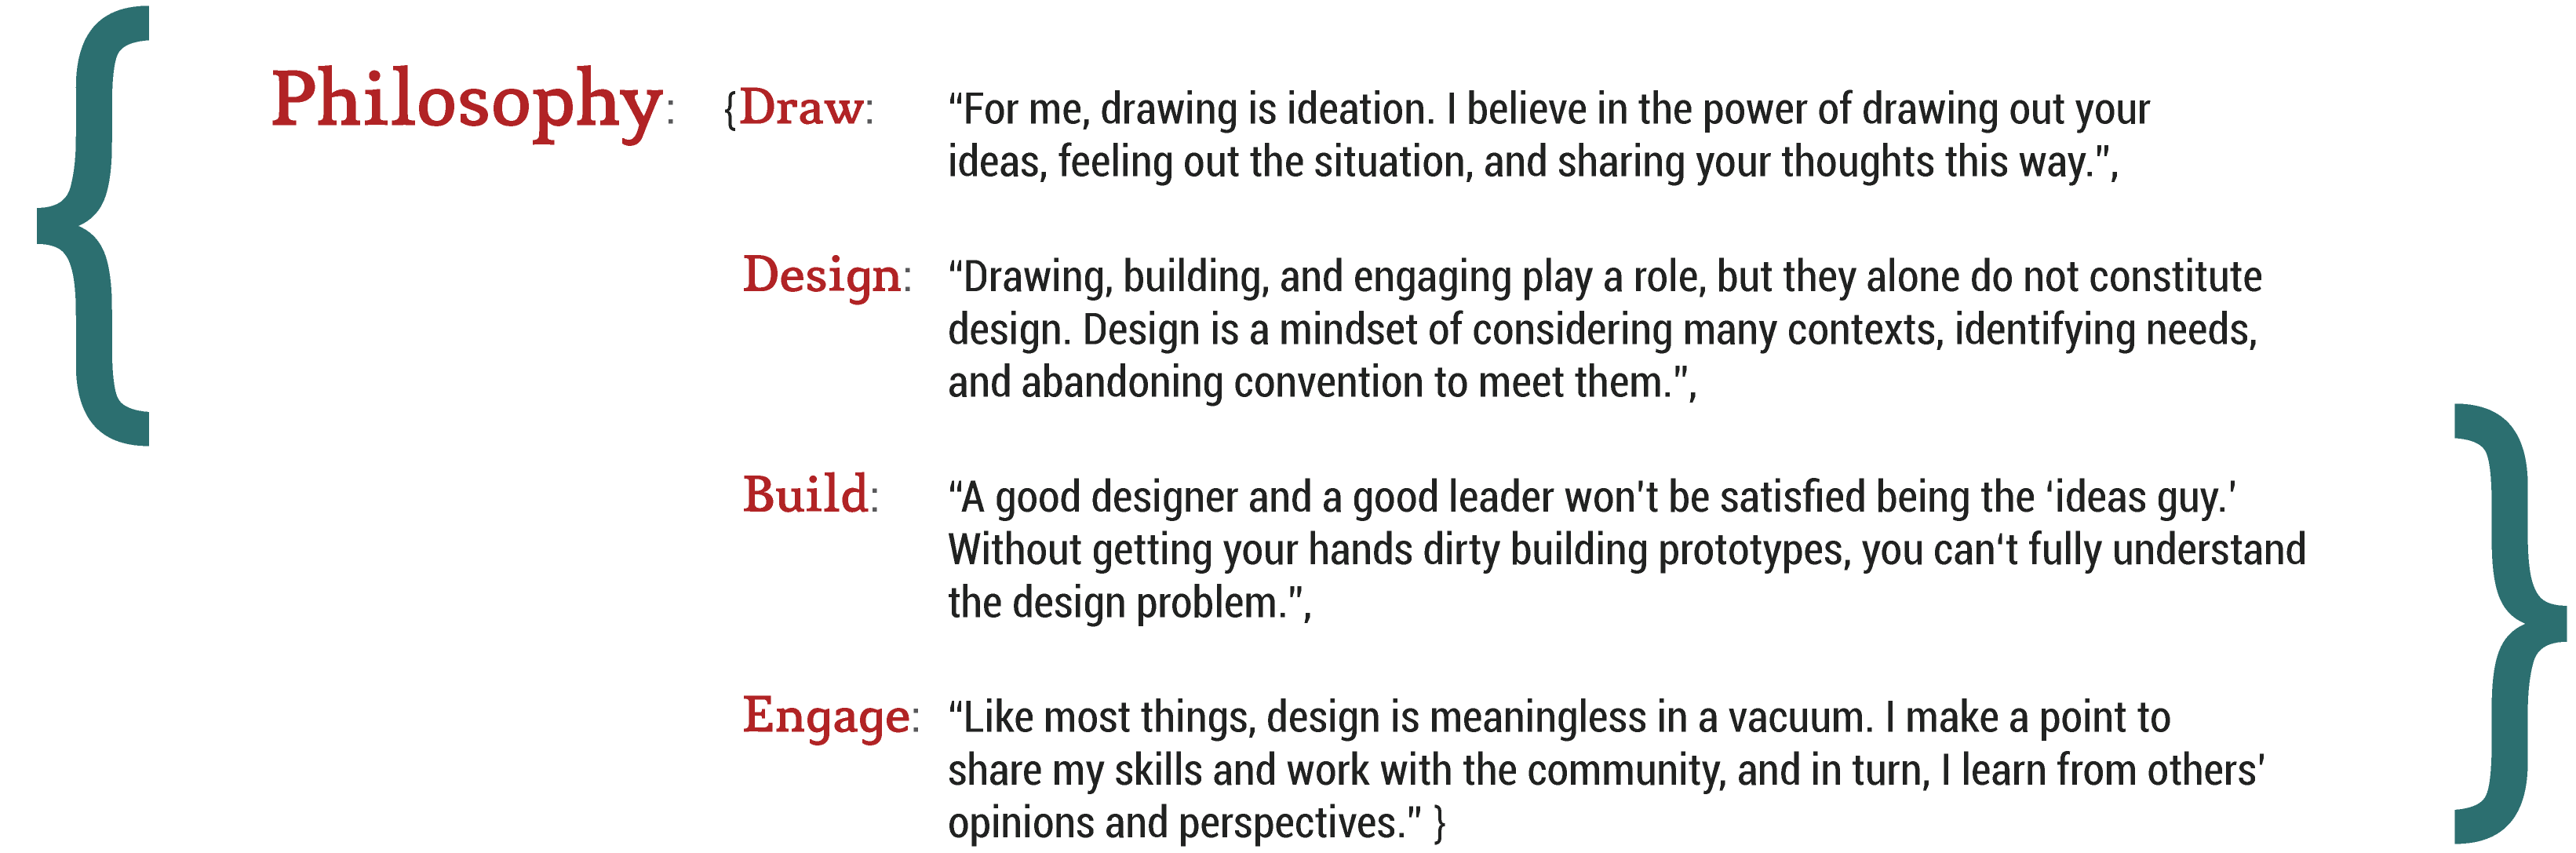 {
Philosophy: {Draw: “For me, drawing is ideation. I believe in the power of drawing out your
ideas, feeling out the situation, and sharing your thoughts this way.”,
Design: “Drawing, building, and engaging play a role, but they alone do not constitute
design. Design is a mindset of considering many contexts, identifying needs,
and abandoning convention to meet them.”,
Build: “A good designer and a good leader won’t be satisfied being the ‘ideas guy.’
Without getting your hands dirty building prototypes, you can‘t fully understand
the design problem.”,
Engage: “Like most things, design is meaningless in a vacuum. I make a point to
share my skills and work with the community, and in turn, I learn from others’
opinions and perspectives.” }
}